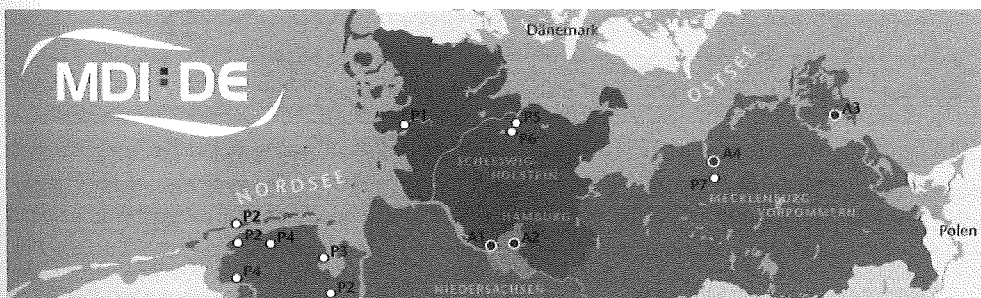 MDI:DE
Dänemark
OSTSEE
NORDSEE
P1
P5
P6
SCHLESWIG
HOLSTEIN
A3
A4
P7
MECKLENBURG
VORPOMMERN
HAMBURG
P2
P2
P4
P3
P4
P2
A1
A2
Polen
NIEDERSACHSEN